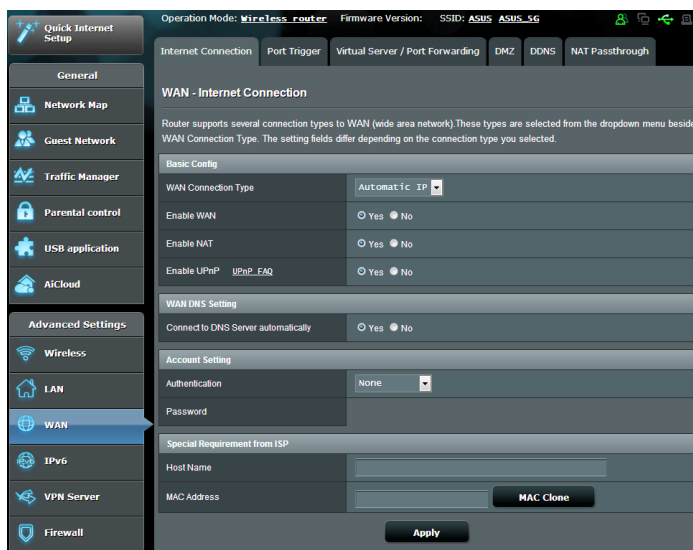 Quick Internet
Setup
Operation Mode: Wireless router Firmware Version: SSID: ASUS ASUS_5G
Internet Connection Port Trigger Virtual Server / Port Forwarding DMZ DDNS NAT Passthrough
General
Network Map
Guest Network
Traffic Manager
Parental control
USB application
AiCloud
Advanced Settings
Wireless
LAN
WAN
IPv6
VPN Server
Firewall
WAN - Internet Connection
Router supports several connection types to WAN (wide area network).These types are selected from the dropdown menu beside
WAN Connection Type. The setting fields differ depending on the connection type you selected.
Basic Config
WAN Connection Type Automatic IP
Enable WAN Yes No
Enable NAT Yes No
Enable UPnP UPnP FAQ Yes No
WAN DNS Setting
Connect to DNS Server automatically Yes No
Account Setting
Authentication None
Password
Special Requirement from ISP
Host Name
MAC Address MAC Clone
Apply